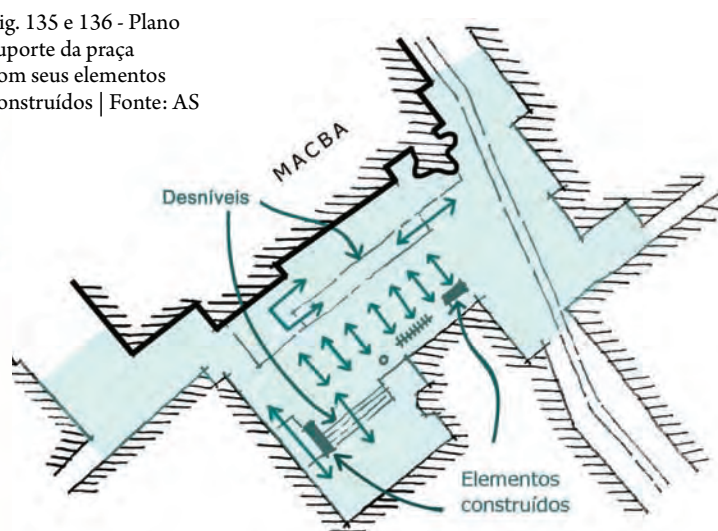 ig. 135 e 136 - Plano
uporte da praça
om seus elementos
onstruídos | Fonte: AS
MACBA
Desníveis
Elementos
construídos